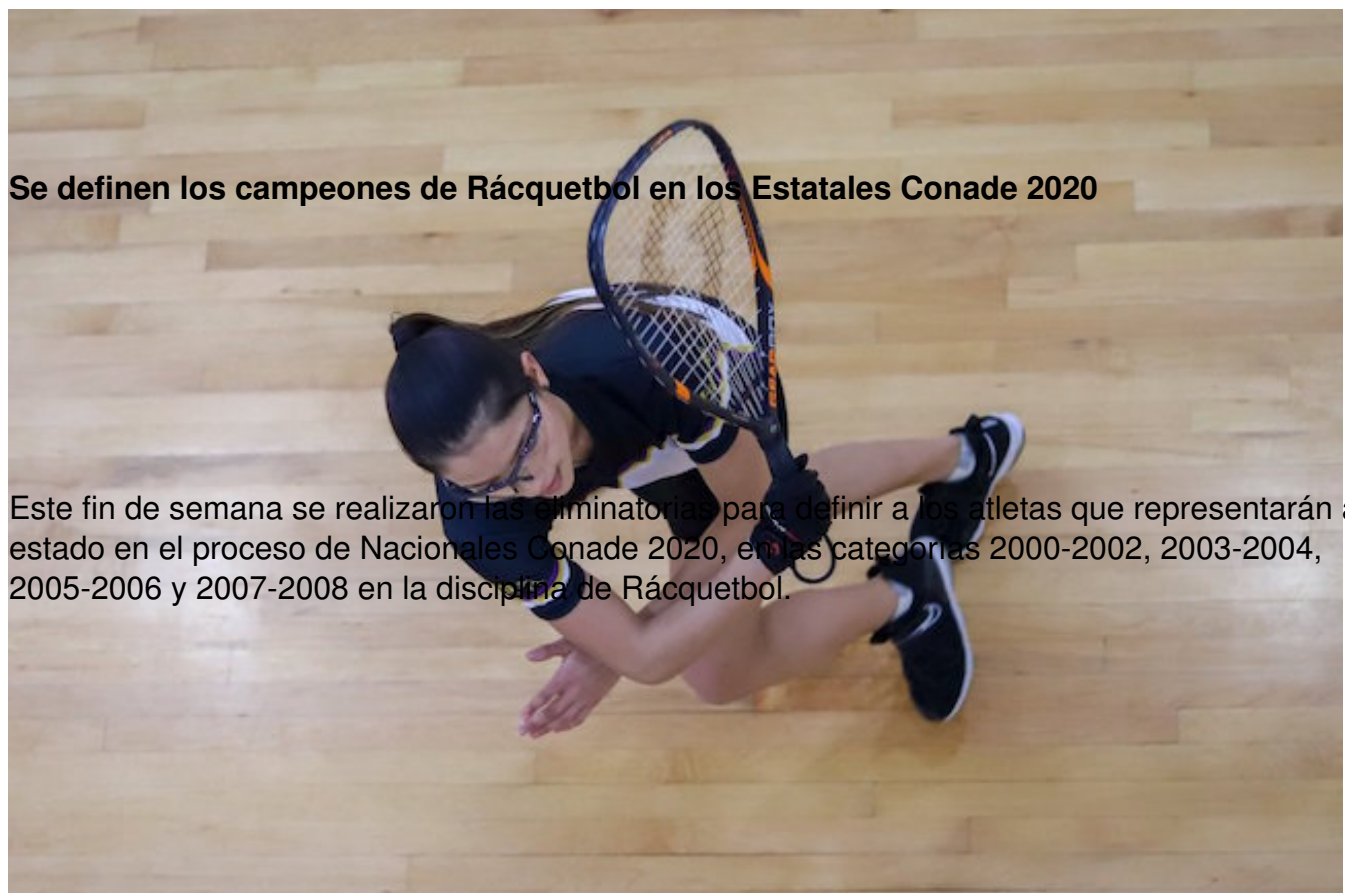 Se definen los campeones de Rácquetbol en los Estatales Conade 2020
Este fin de semana se realizaron las eliminatorias para definir a los atletas que representarán a
estado en el proceso de Nacionales Conade 2020, en las categorías 2000-2002, 2003-2004,
2005-2006 y 2007-2008 en la disciplina de Rácquetbol.